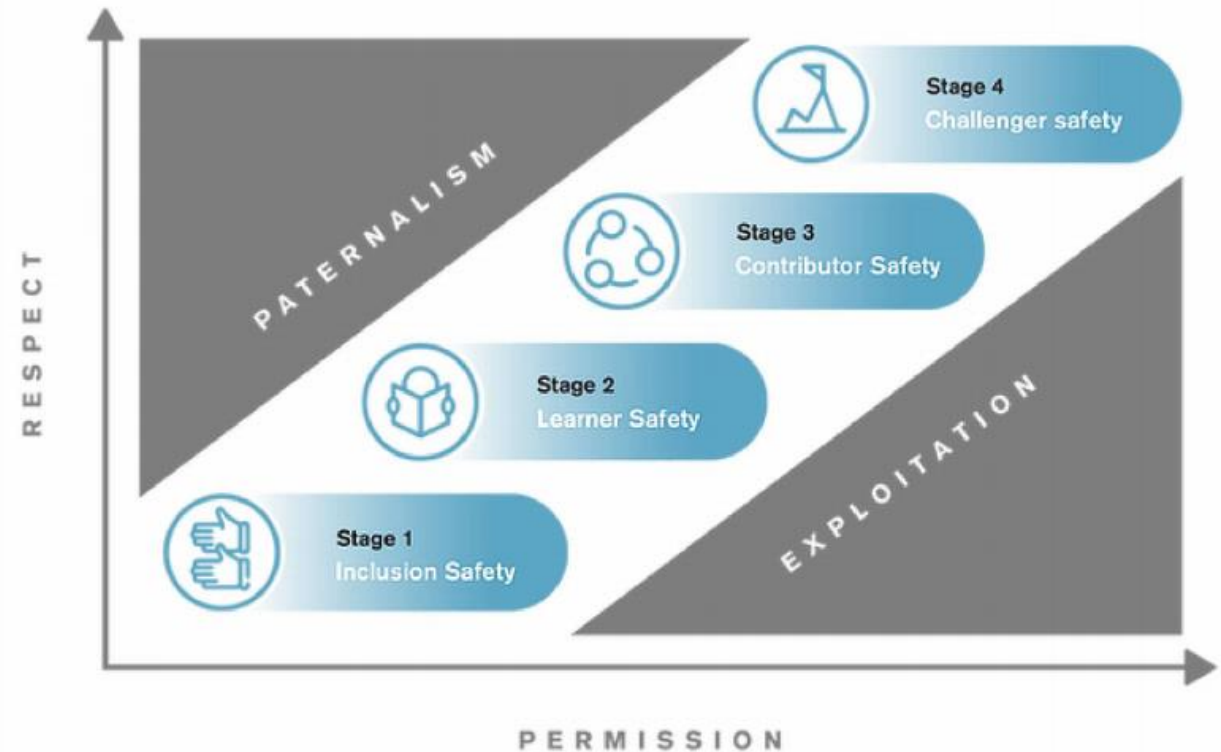 RESPECT
PATERNALISM
Stage 4
Challenger safety
Stage 3
Contributor Safety
Stage 2
Learner Safety
Stage 1
Inclusion Safety
EXPLOITATION
PERMISSION